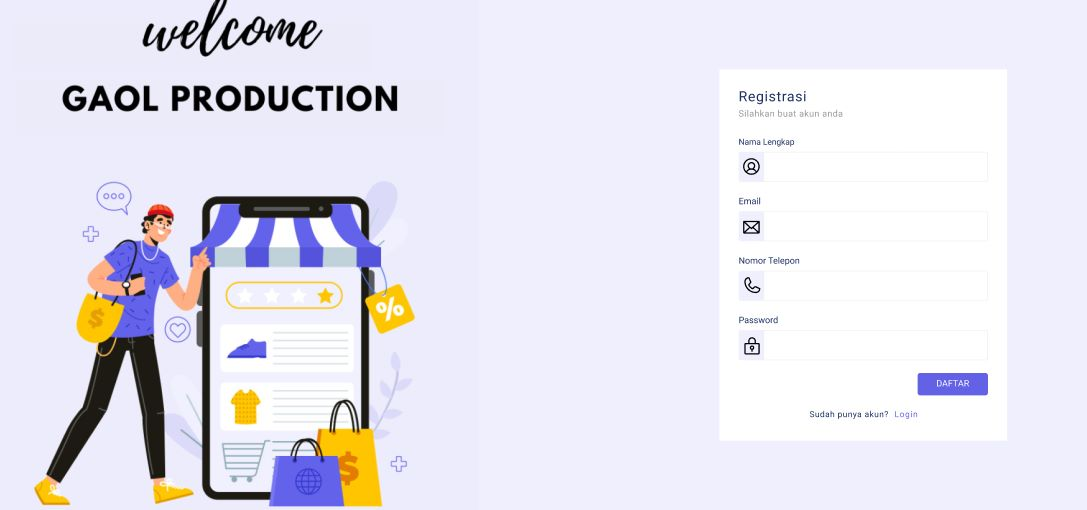 welcome
GAOL PRODUCTION
Registrasi
Silahkan buat akun anda
Nama Lengkap
Email
Nomor Telepon
Password
DAFTAR
Sudah punya akun? Login
%
$
$